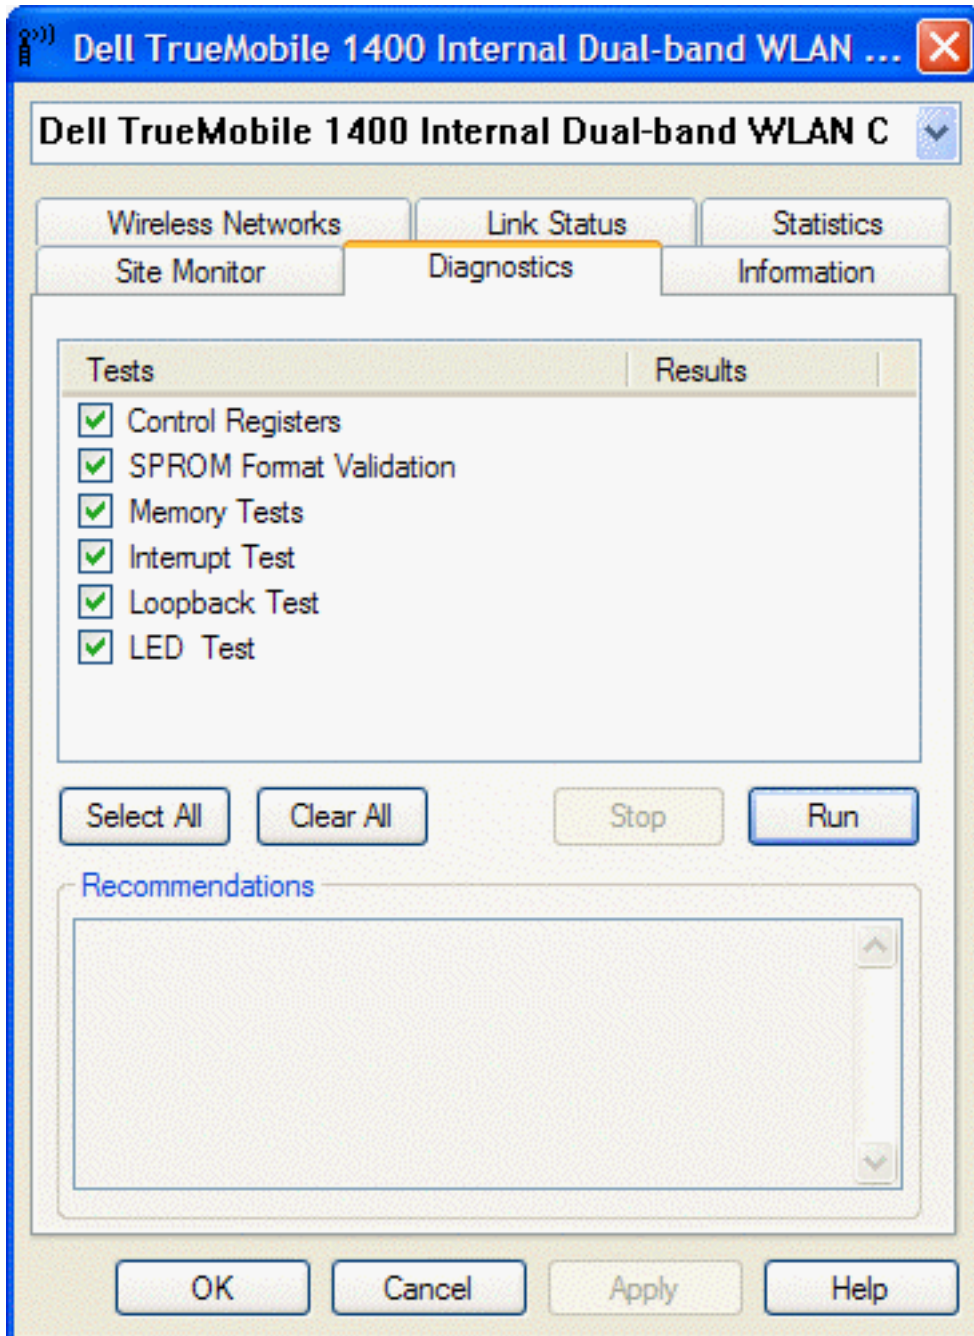 Dell TrueMobile 1400 Internal Dual-band WLAN ...
Dell TrueMobile 1400 Internal Dual-band WLAN C
Wireless Networks Link Status Statistics
Site Monitor Diagnostics Information
Tests Results
Control Registers
SPROM Format Validation
Memory Tests
Interrupt Test
Loopback Test
LED Test
Select All Clear All Stop Run
Recommendations
OK Cancel Apply Help